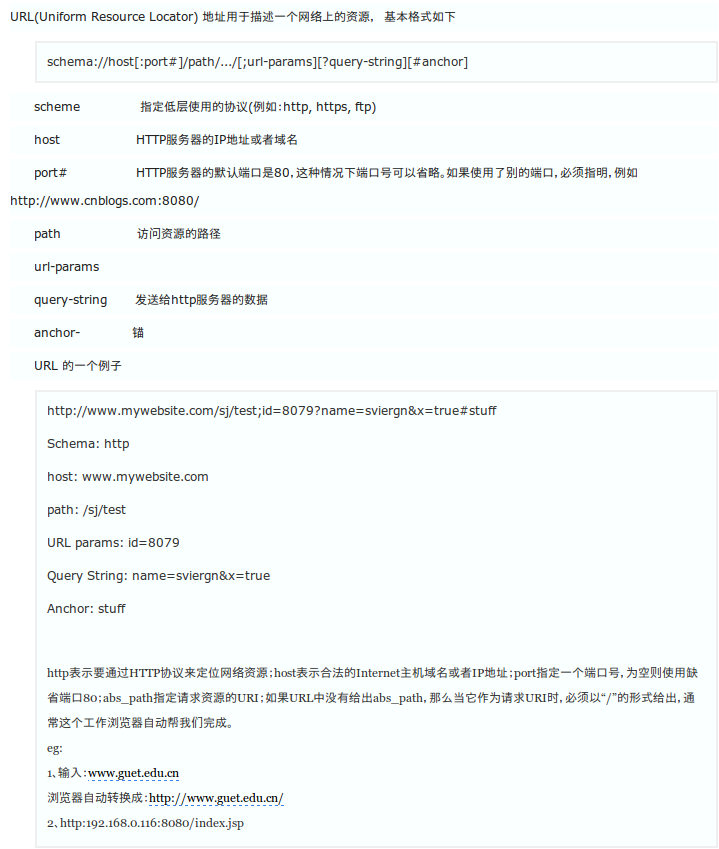 URL(Uniform Resource Locator) 地址用于描述一个网络上的资源， 基本格式如下
schema://host[:port#]/path/.../[;url-params][?query-string][#anchor]
scheme 指定低层使用的协议(例如：http, https, ftp)
host HTTP服务器的IP地址或者域名
port# HTTP服务器的默认端口是80，这种情况下端口号可以省略。如果使用了别的端口，必须指明，例如
http://www.cnblogs.com:8080/
path 访问资源的路径
url-params
query-string 发送给http服务器的数据
anchor- 锚
URL 的一个例子
http://www.mywebsite.com/sj/test;id=8079?name=sviergn&x=true#stuff
Schema: http
host: www.mywebsite.com
path: /sj/test
URL params: id=8079
Query String: name=sviergn&x=true
Anchor: stuff
http表示要通过HTTP协议来定位网络资源；host表示合法的Internet主机域名或者IP地址；port指定一个端口号，为空则使用缺
省端口80；abs_path指定请求资源的URI；如果URL中没有给出abs_path，那么当它作为请求URI时，必须以“/”的形式给出，通
常这个工作浏览器自动帮我们完成。
eg:
1、输入：www.guet.edu.cn
浏览器自动转换成：http://www.guet.edu.cn/
2、http:192.168.0.116:8080/index.jsp